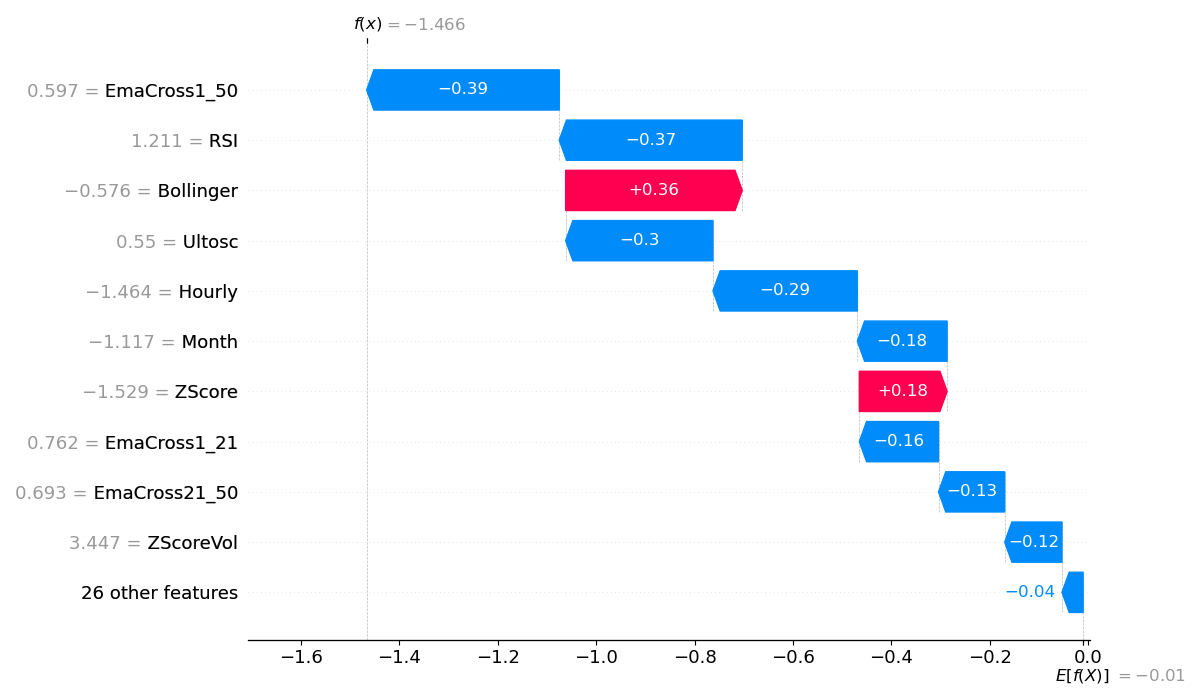 f(x) = −1.466
0.597 = EmaCross1_50
−0.39
1.211 = RSI
−0.37
−0.576 = Bollinger
+0.36
0.55 = Ultosc
−0.3
−1.464 = Hourly
−0.29
−1.117 = Month
−0.18
−1.529 = ZScore
+0.18
0.762 = EmaCross1_21
−0.16
0.693 = EmaCross21_50
−0.13
3.447 = ZScoreVol
−0.12
26 other features
−0.04
−1.6 −1.4 −1.2 −1.0 −0.8 −0.6 −0.4 −0.2 0.0
E[f(X)] = −0.01